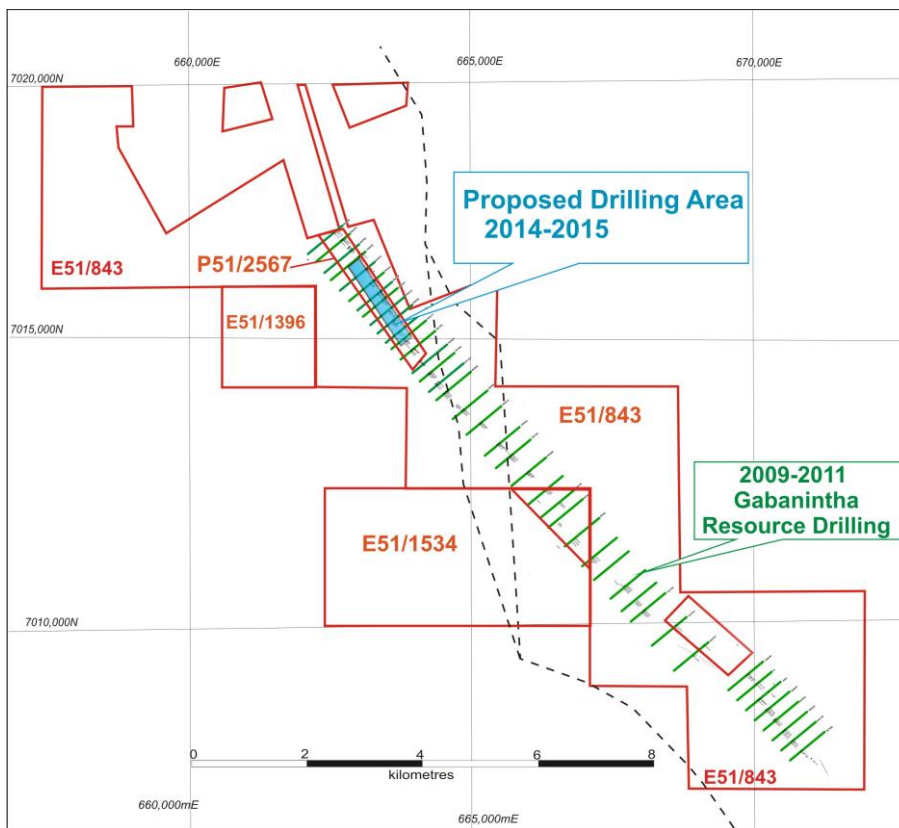 660,000E
665,000E
670,000E
7020,000N
Proposed Drilling Area
2014-2015
P51/2567
E51/843
E51/1396
7015,000N
E51/843
2009-2011
Gabanintha
Resource Drilling
E51/1534
7010,000N
0 2 4 6 8
kilometres
E51/843
660,000mE
665,000mE